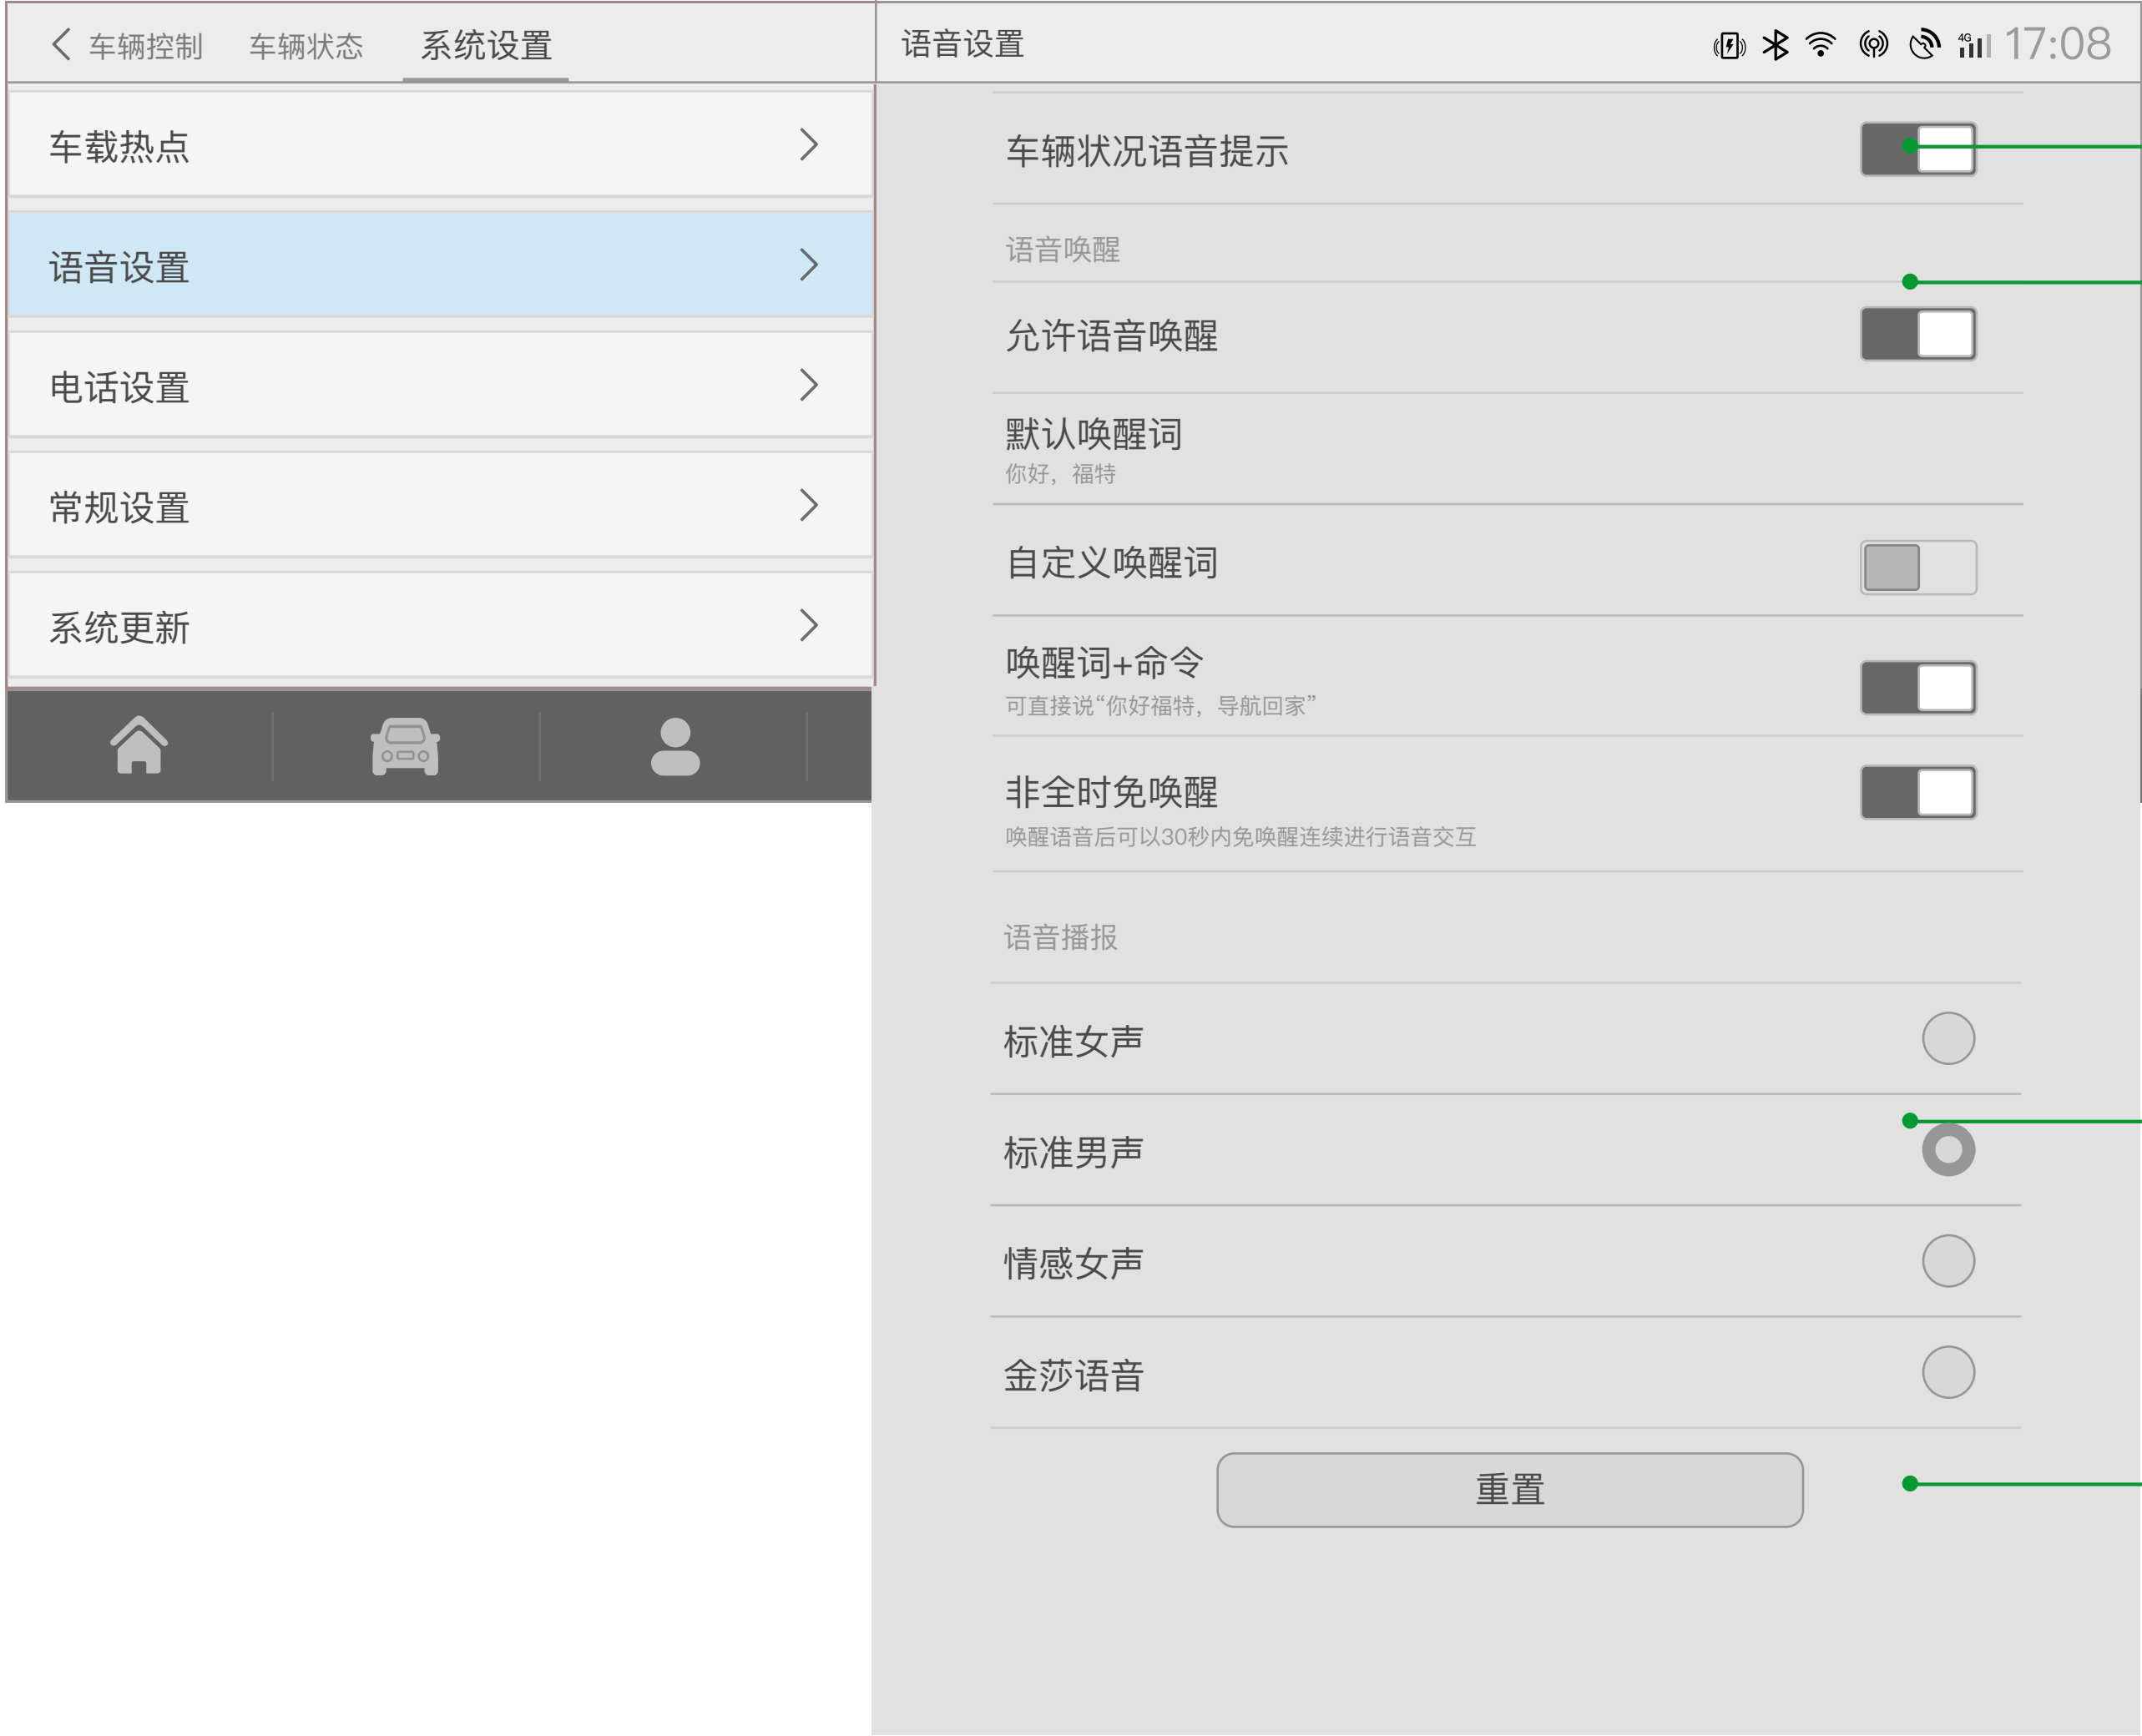 车辆控制 车辆状态 系统设置
语音设置
4G 17:08
车载热点
语音设置
电话设置
常规设置
系统更新
车辆状况语音提示
语音唤醒
允许语音唤醒
默认唤醒词
你好，福特
自定义唤醒词
唤醒词+命令
可直接说“你好福特，导航回家”
非全时免唤醒
唤醒语音后可以30秒内免唤醒连续进行语音交互
语音播报
标准女声
标准男声
情感女声
金莎语音
重置